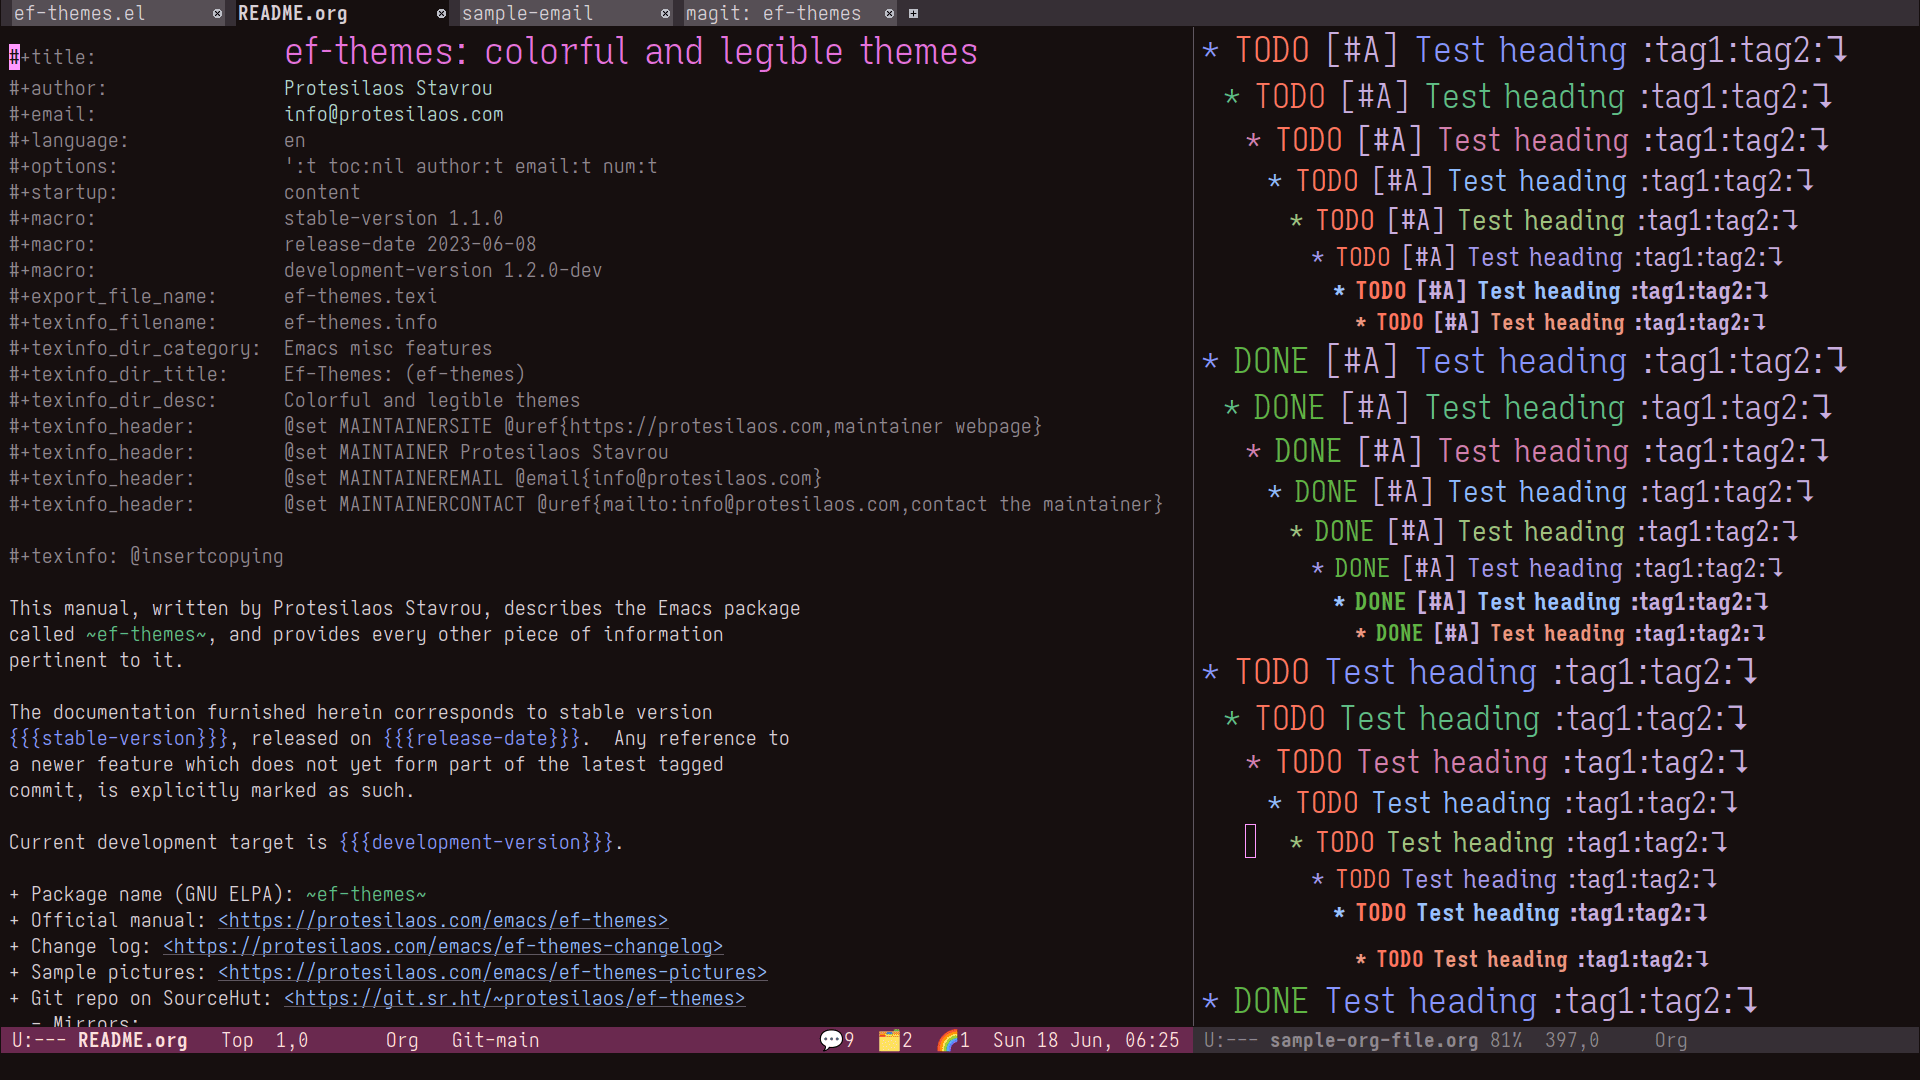 ef-themes.el
README.org
sample-email
magit: ef-themes
#+title: ef-themes: colorful and legible themes
#+author: Protesilaos Stavrou
#+email: info@protesilaos.com
#+language: en
#+options: ':t toc:nil author:t email:t num:t
#+startup: content
#+macro: stable-version 1.1.0
#+macro: release-date 2023-06-08
#+macro: development-version 1.2.0-dev
#+export_file_name: ef-themes.texi
#+texinfo_filename: ef-themes.info
#+texinfo_dir_category: Emacs misc features
#+texinfo_dir_title: Ef-Themes: (ef-themes)
#+texinfo_dir_desc: Colorful and legible themes
#+texinfo_header: @set MAINTAINERSITE @uref{https://protesilaos.com,maintainer webpage}
#+texinfo_header: @set MAINTAINER Protesilaos Stavrou
#+texinfo_header: @set MAINTAINEREMAIL @email{info@protesilaos.com}
#+texinfo_header: @set MAINTAINERCONTACT @uref{mailto:info@protesilaos.com,contact the maintainer}
#+texinfo: @insertcopying
This manual, written by Protesilaos Stavrou, describes the Emacs package
called ~ef-themes~, and provides every other piece of information
pertinent to it.
The documentation furnished herein corresponds to stable version
{{{stable-version}}}, released on {{{release-date}}}.  Any reference to
a newer feature which does not yet form part of the latest tagged
commit, is explicitly marked as such.
Current development target is {{{development-version}}}.
+ Package name (GNU ELPA): ~ef-themes~
+ Official manual: <https://protesilaos.com/emacs/ef-themes>
+ Change log: <https://protesilaos.com/emacs/ef-themes-changelog>
+ Sample pictures: <https://protesilaos.com/emacs/ef-themes-pictures>
+ Git repo on SourceHut: <https://git.sr.ht/~protesilaos/ef-themes>
- Mirrors:
U:--- README.org Top 1,0 Org Git-main 💬9 🗂️2 🌈1 Sun 18 Jun, 06:25
* TODO [#A] Test heading :tag1:tag2:⤵
* TODO [#A] Test heading :tag1:tag2:⤵
* TODO [#A] Test heading :tag1:tag2:⤵
* TODO [#A] Test heading :tag1:tag2:⤵
* TODO [#A] Test heading :tag1:tag2:⤵
* TODO [#A] Test heading :tag1:tag2:⤵
* TODO [#A] Test heading :tag1:tag2:⤵
* TODO [#A] Test heading :tag1:tag2:⤵
* DONE [#A] Test heading :tag1:tag2:⤵
* DONE [#A] Test heading :tag1:tag2:⤵
* DONE [#A] Test heading :tag1:tag2:⤵
* DONE [#A] Test heading :tag1:tag2:⤵
* DONE [#A] Test heading :tag1:tag2:⤵
* DONE [#A] Test heading :tag1:tag2:⤵
* DONE [#A] Test heading :tag1:tag2:⤵
* DONE [#A] Test heading :tag1:tag2:⤵
* TODO Test heading :tag1:tag2:⤵
* TODO Test heading :tag1:tag2:⤵
* TODO Test heading :tag1:tag2:⤵
* TODO Test heading :tag1:tag2:⤵
* TODO Test heading :tag1:tag2:⤵
* TODO Test heading :tag1:tag2:⤵
* TODO Test heading :tag1:tag2:⤵
* TODO Test heading :tag1:tag2:⤵
* DONE Test heading :tag1:tag2:⤵
U:--- sample-org-file.org 81% 397,0 Org